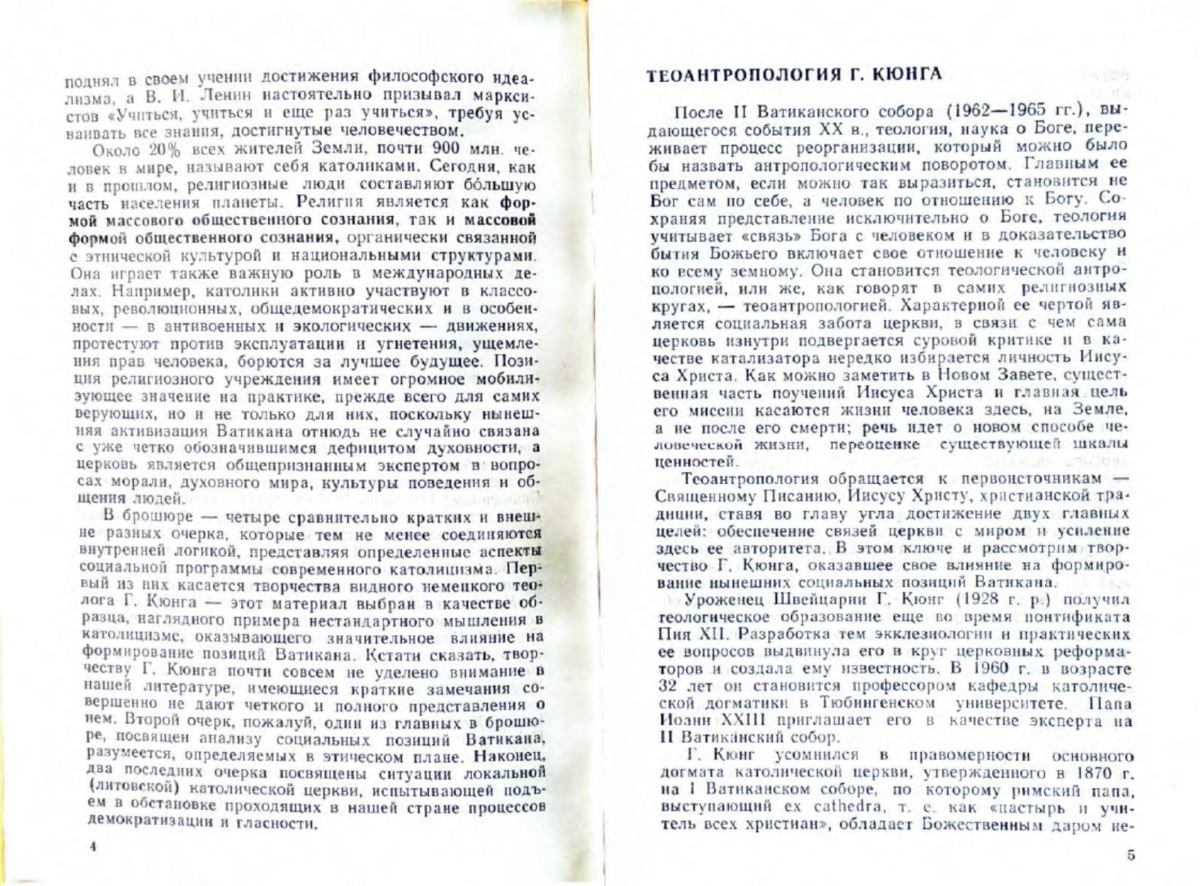 поднял в своем учении достижения философского идеа-
лизма, а В. И. Ленин настоятельно призывал маркси-
стов «Учиться, учиться и еще раз учиться», требуя ус-
ваивать все знания, достигнутые человечеством.
Около 20% всех жителей Земли, почти 900 млн. че-
ловек в мире, называют себя католиками. Сегодня, как
и в прошлом, религиозные люди составляют бо́льшую
часть населения планеты. Религия является как фор-
мой массового общественного сознания, так и массовой
формой общественного сознания, органически связанной
с этнической культурой и национальными структурами.
Она играет также важную роль в международных де-
лах. Например, католики активно участвуют в классо-
вых, революционных, общедемократических и в особен-
ности — в антивоенных и экологических — движениях,
протестуют против эксплуатации и угнетения, ущемле-
ния прав человека, борются за лучшее будущее. Пози-
ция религиозного учреждения имеет огромное мобили-
зующее значение на практике, прежде всего для самих
верующих, но и не только для них, поскольку нынеш-
няя активизация Ватикана отнюдь не случайно связана
с уже четко обозначившимся дефицитом духовности, а
церковь является общепризнанным экспертом в вопро-
сах морали, духовного мира, культуры поведения и об-
щения людей.
В брошюре — четыре сравнительно кратких и внеш-
не разных очерка, которые тем не менее соединяются
внутренней логикой, представляя определенные аспекты
социальной программы современного католицизма. Пер-
вый из них касается творчества видного немецкого тео-
лога Г. Кюнга — этот материал выбран в качестве об-
разца, наглядного примера нестандартного мышления в
католицизме, оказывающего значительное влияние на
формирование позиций Ватикана. Кстати сказать, твор-
честву Г. Кюнга почти совсем не уделено внимание в
нашей литературе, имеющиеся краткие замечания со-
вершенно не дают четкого и полного представления о
нем. Второй очерк, пожалуй, один из главных в брошю-
ре, посвящен анализу социальных позиций Ватикана,
разумеется, определяемых в этическом плане. Наконец,
два последних очерка посвящены ситуации локальной
(литовской) католической церкви, испытывающей подъ-
ем в обстановке проходящих в нашей стране процессов
демократизации и гласности.
4
ТЕОАНТРОПОЛОГИЯ Г. КЮНГА
После II Ватиканского собора (1962—1965 гг.), вы-
дающегося события XX в., теология, наука о Боге, пере-
живает процесс реорганизации, который можно было
бы назвать антропологическим поворотом. Главным ее
предметом, если можно так выразиться, становится не
Бог сам по себе, а человек по отношению к Богу. Со-
храняя представление исключительно о Боге, теология
учитывает «связь» Бога с человеком и в доказательство
бытия Божьего включает свое отношение к человеку и
ко всему земному. Она становится теологической антро-
пологией, или же, как говорят в самих религиозных
кругах, — теоантропологией. Характерной ее чертой яв-
ляется социальная забота церкви, в связи с чем сама
церковь изнутри подвергается суровой критике и в ка-
честве катализатора нередко избирается личность Иису-
са Христа. Как можно заметить в Новом Завете, сущест-
венная часть поучений Иисуса Христа и главная цель
его миссии касаются жизни человека здесь, на Земле,
а не после его смерти; речь идет о новом способе че-
ловеческой жизни, переоценке существующей шкалы
ценностей.
Теоантропология обращается к первоисточникам —
Священному Писанию, Иисусу Христу, христианской тра-
диции, ставя во главу угла достижение двух главных
целей: обеспечение связей церкви с миром и усиление
здесь ее авторитета. В этом ключе и рассмотрим твор-
чество Г. Кюнга, оказавшее свое влияние на формиро-
вание нынешних социальных позиций Ватикана.
Уроженец Швейцарии Г. Кюнг (1928 г. р.) получил
теологическое образование еще во время понтификата
Пия XII. Разработка тем экклезиологии и практических
ее вопросов выдвинула его в круг церковных реформа-
торов и создала ему известность. В 1960 г. в возрасте
32 лет он становится профессором кафедры католиче-
ской догматики в Тюбингенском университете. Папа
Иоанн XXIII приглашает его в качестве эксперта на
II Ватиканский собор.
Г. Кюнг усомнился в правомерности основного
догмата католической церкви, утвержденного в 1870 г.
на I Ватиканском соборе, по которому римский папа,
выступающий ex cathedra, т. е. как «пастырь и учи-
тель всех христиан», обладает Божественным даром не-
5